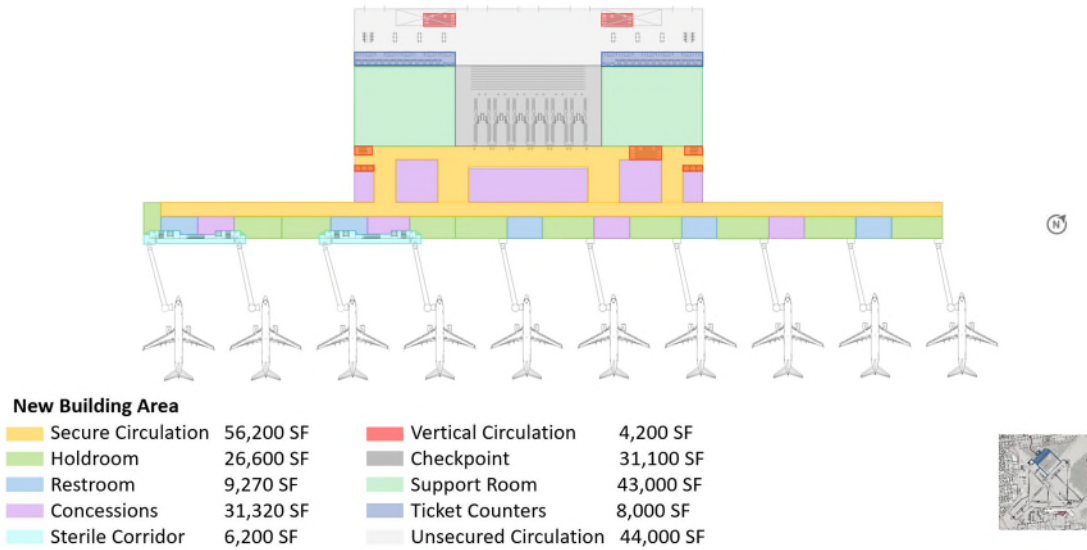 N
New Building Area
Secure Circulation 56,200 SF
Holdroom 26,600 SF
Restroom 9,270 SF
Concessions 31,320 SF
Sterile Corridor 6,200 SF
Vertical Circulation 4,200 SF
Checkpoint 31,100 SF
Support Room 43,000 SF
Ticket Counters 8,000 SF
Unsecured Circulation 44,000 SF